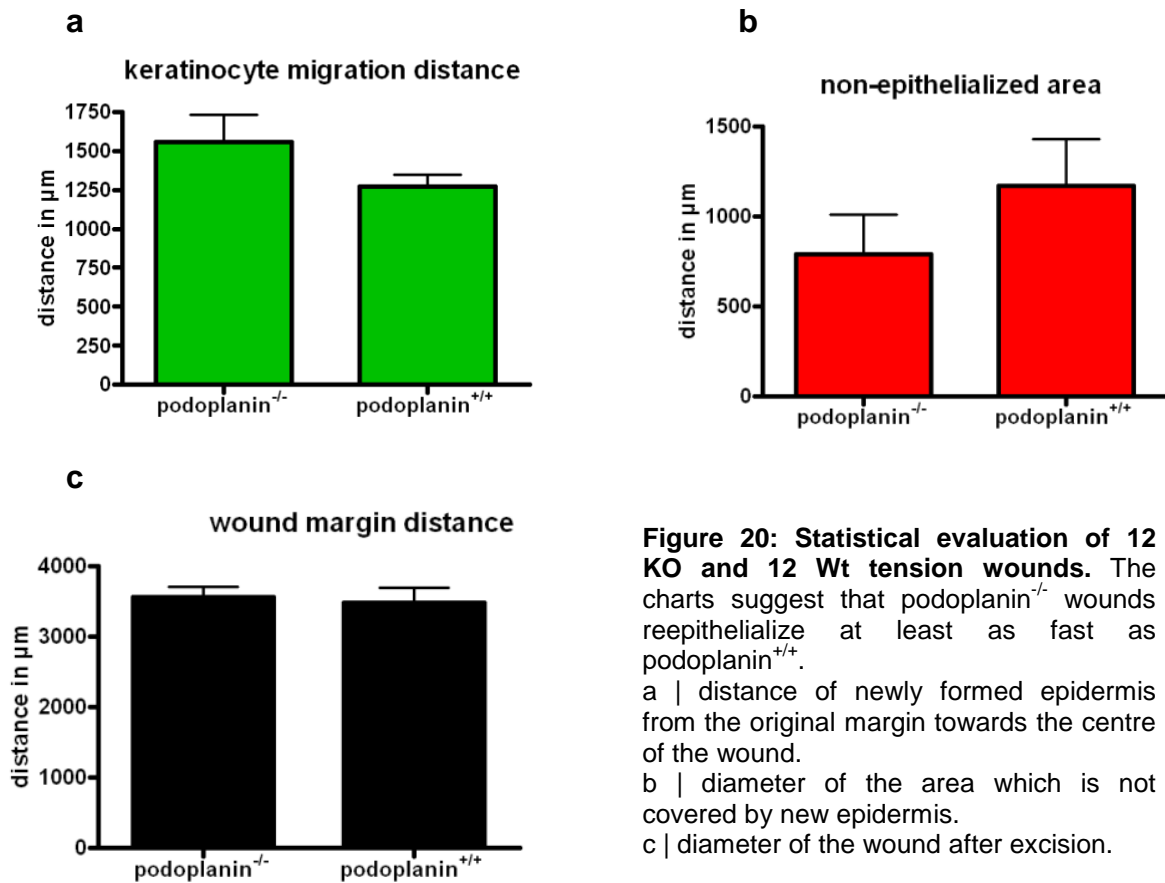 a
keratinocyte migration distance
distance in µm
1750
1500
1250
1000
750
500
250
0
podoplanin-/-
podoplanin+/+
b
non-epithelialized area
distance in µm
1500
1000
500
0
podoplanin-/-
podoplanin+/+
c
wound margin distance
distance in µm
4000
3000
2000
1000
0
podoplanin-/-
podoplanin+/+
Figure 20: Statistical evaluation of 12
KO and 12 Wt tension wounds. The
charts suggest that podoplanin-/- wounds
reepithelialize at least as fast as
podoplanin+/+.
a | distance of newly formed epidermis
from the original margin towards the centre
of the wound.
b | diameter of the area which is not
covered by new epidermis.
c | diameter of the wound after excision.